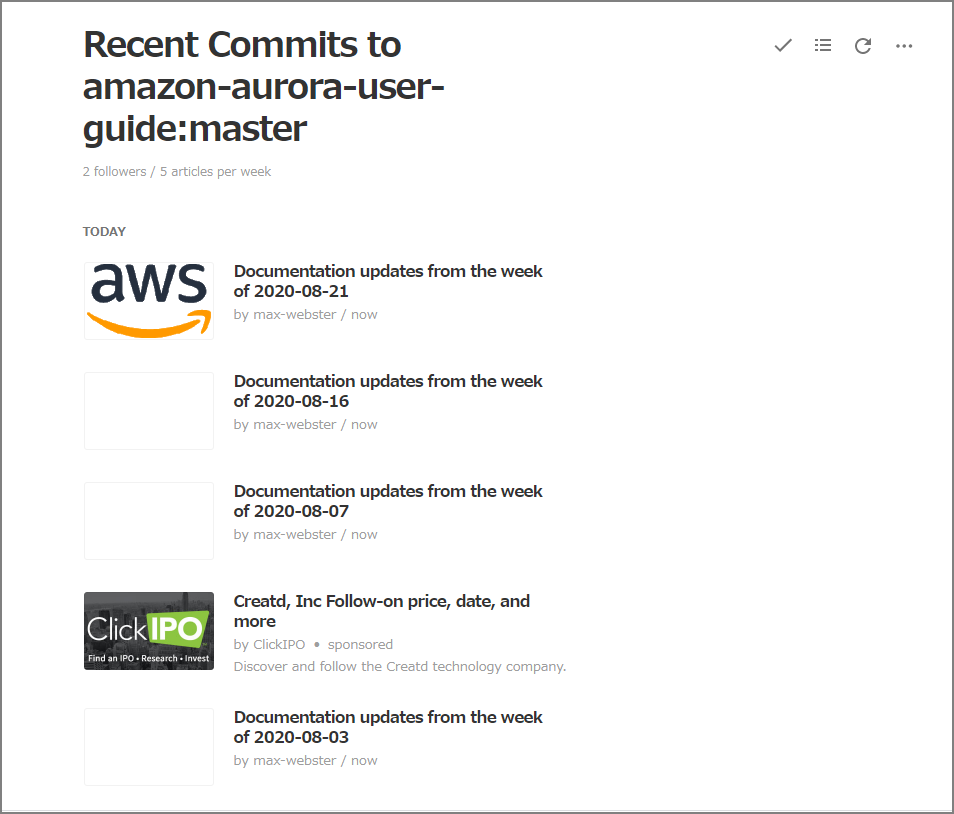 Recent Commits to
amazon-aurora-user-
guide:master
2 followers / 5 articles per week
TODAY
aws
Documentation updates from the week
of 2020-08-21
by max-webster / now
Documentation updates from the week
of 2020-08-16
by max-webster / now
Documentation updates from the week
of 2020-08-07
by max-webster / now
ClickIPO
Find an IPO • Research • Invest
Creatd, Inc Follow-on price, date, and
more
by ClickIPO • sponsored
Discover and follow the Creatd technology company.
Documentation updates from the week
of 2020-08-03
by max-webster / now